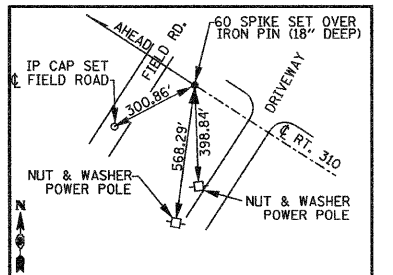 AHEAD
FIELD RD.
60 SPIKE SET OVER
IRON PIN (18" DEEP)
IP CAP SET
℄ FIELD ROAD
300.86'
DRIVEWAY
568.29'
398.84'
℄ RT. 310
NUT & WASHER
POWER POLE
NUT & WASHER
POWER POLE
N